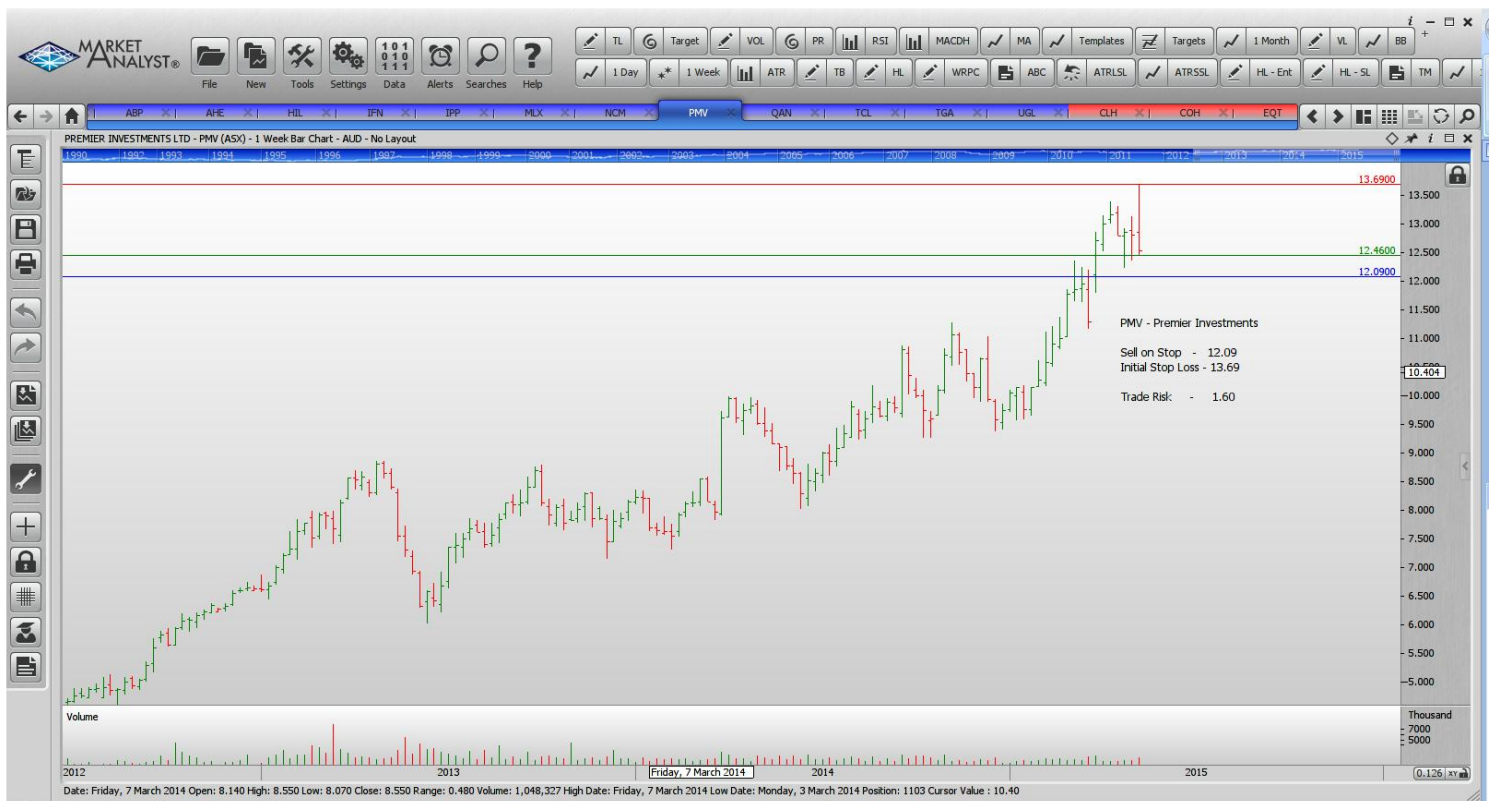 i
MARKET ANALYST®
File New Tools Settings Data Alerts Searches Help
101 010 111
TL Target VOL PR RSI MACDH MA Templates Targets 1 Month VL BB
1 Day 1 Week ATR TB HL WRPC ABC ATRLSL ATRSSL HL - Ent HL - SL TM
ABP AHE HIL IFN IPP MLX NCM PMV QAN TCL TGA UGL CLH COH EQT
PREMIER INVESTMENTS LTD - PMV (ASX) - 1 Week Bar Chart - AUD - No Layout
1990 1992 1993 1994 1995 1996 1997 1998 1999 2000 2001 2002 2003 2004 2005 2006 2007 2008 2009 2010 2011 2012 2013 2014 2015
13.6900
13.500
13.000
12.4600
12.500
12.0900
12.000
11.500
PMV - Premier Investments
11.000
Sell on Stop - 12.09
Initial Stop Loss - 13.69
10.404
Trade Risk - 1.60
10.000
9.500
9.000
8.500
8.000
7.500
7.000
6.500
6.000
5.500
5.000
Volume
Thousand
7000
5000
2012 2013 Friday, 7 March 2014 2014 2015 0.126 XY
Date: Friday, 7 March 2014 Open: 8.140 High: 8.550 Low: 8.070 Close: 8.550 Range: 0.480 Volume: 1,048,327 High Date: Friday, 7 March 2014 Low Date: Monday, 3 March 2014 Position: 1103 Cursor Value : 10.40